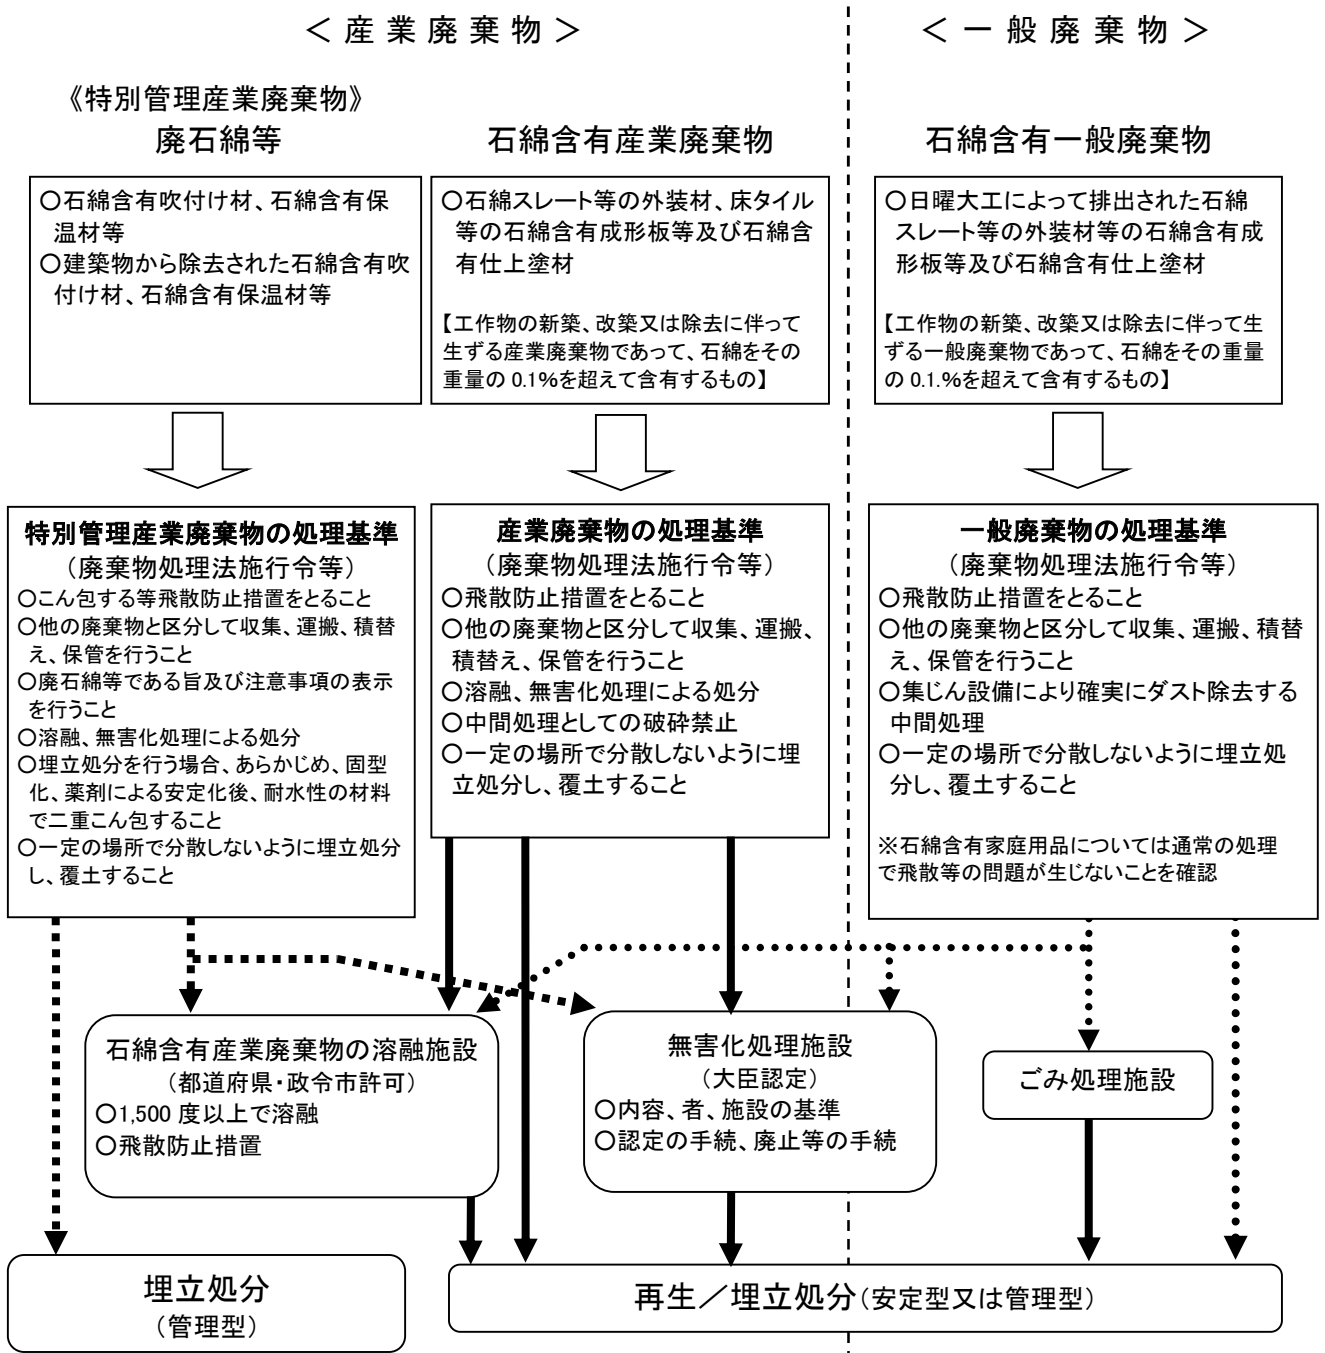 ＜産業廃棄物＞
＜一般廃棄物＞
《特別管理産業廃棄物》
廃石綿等
○石綿含有吹付け材、石綿含有保
温材等
○建築物から除去された石綿含有吹
付け材、石綿含有保温材等
石綿含有産業廃棄物
○石綿スレート等の外装材、床タイル
等の石綿含有成形板等及び石綿含
有仕上塗材
【工作物の新築、改築又は除去に伴って
生ずる産業廃棄物であって、石綿をその
重量の 0.1%を超えて含有するもの】
石綿含有一般廃棄物
○日曜大工によって排出された石綿
スレート等の外装材等の石綿含有成
形板等及び石綿含有仕上塗材
【工作物の新築、改築又は除去に伴って生
ずる一般廃棄物であって、石綿をその重量
の 0.1.%を超えて含有するもの】
特別管理産業廃棄物の処理基準
（廃棄物処理法施行令等）
○こん包する等飛散防止措置をとること
○他の廃棄物と区分して収集、運搬、積替
え、保管を行うこと
○廃石綿等である旨及び注意事項の表示
を行うこと
○溶融、無害化処理による処分
○埋立処分を行う場合、あらかじめ、固型
化、薬剤による安定化後、耐水性の材料
で二重こん包すること
○一定の場所で分散しないように埋立処分
し、覆土すること
産業廃棄物の処理基準
（廃棄物処理法施行令等）
○飛散防止措置をとること
○他の廃棄物と区分して収集、運搬、
積替え、保管を行うこと
○溶融、無害化処理による処分
○中間処理としての破砕禁止
○一定の場所で分散しないように埋
立処分し、覆土すること
一般廃棄物の処理基準
（廃棄物処理法施行令等）
○飛散防止措置をとること
○他の廃棄物と区分して収集、運搬、積替
え、保管を行うこと
○集じん設備により確実にダスト除去する
中間処理
○一定の場所で分散しないように埋立処
分し、覆土すること
※石綿含有家庭用品については通常の処理
で飛散等の問題が生じないことを確認
石綿含有産業廃棄物の溶融施設
（都道府県・政令市許可）
○1,500 度以上で溶融
○飛散防止措置
無害化処理施設
（大臣認定）
○内容、者、施設の基準
○認定の手続、廃止等の手続
ごみ処理施設
埋立処分
（管理型）
再生／埋立処分（安定型又は管理型）